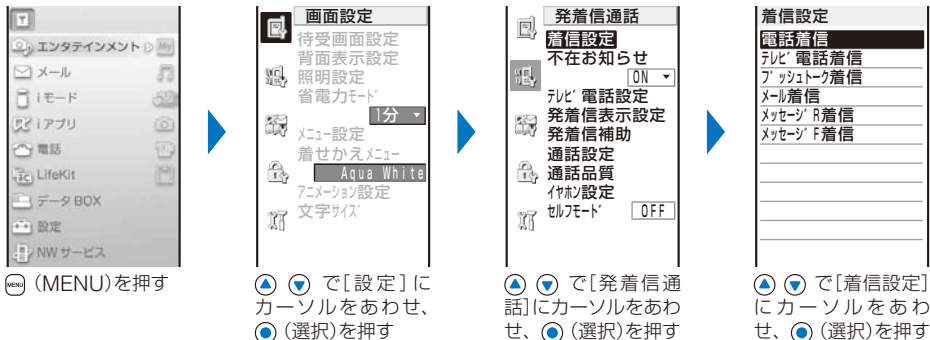 エンタテインメント
My
メール
iモード
iアプリ
電話
LifeKit
データBOX
設定
NWサービス
MENU (MENU)を押す
画面設定
待受画面設定
背面表示設定
照明設定
省電力モード
1分
メニュー設定
着せかえメニュー
Aqua White
アニメーション設定
文字サイズ
で[設定]に
カーソルをあわせ、
(選択)を押す
発着信通話
着信設定
不在お知らせ
ON
テレビ電話設定
発着信表示設定
発着信補助
通話設定
通話品質
イヤホン設定
セルフモード OFF
で[発着信通
話]にカーソルをあわ
せ、(選択)を押す
着信設定
電話着信
テレビ電話着信
プッシュトーク着信
メール着信
メッセージR着信
メッセージF着信
で[着信設定]
にカーソルをあわ
せ、(選択)を押す